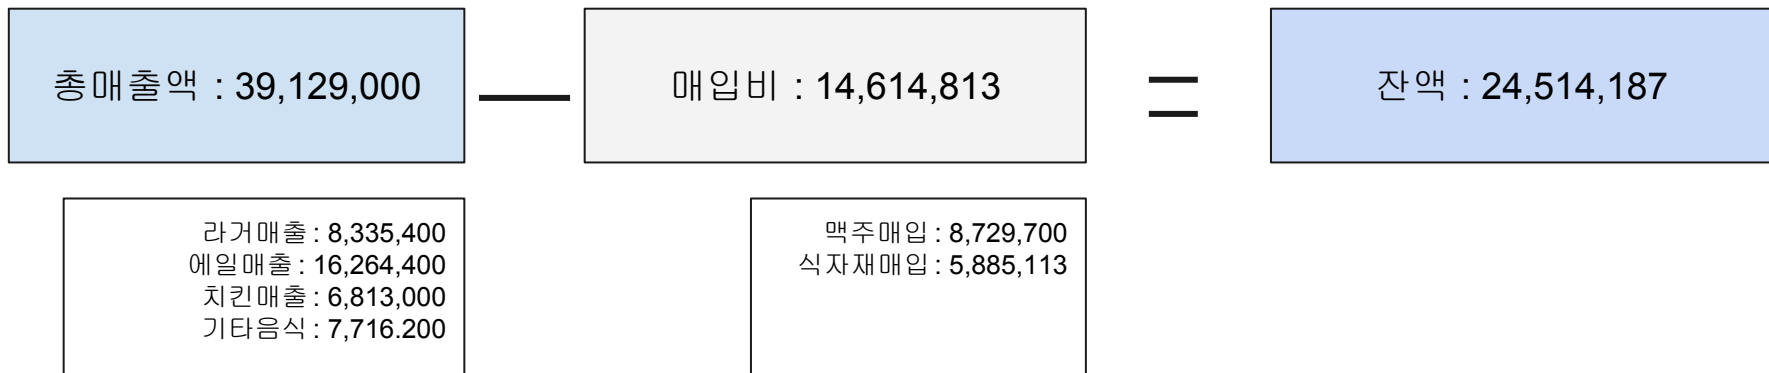 총매출액 : 39,129,000
매입비 : 14,614,813
잔액 : 24,514,187
라거매출 : 8,335,400
에일매출 : 16,264,400
치킨매출 : 6,813,000
기타음식 : 7,716.200
맥주매입 : 8,729,700
식자재매입 : 5,885,113